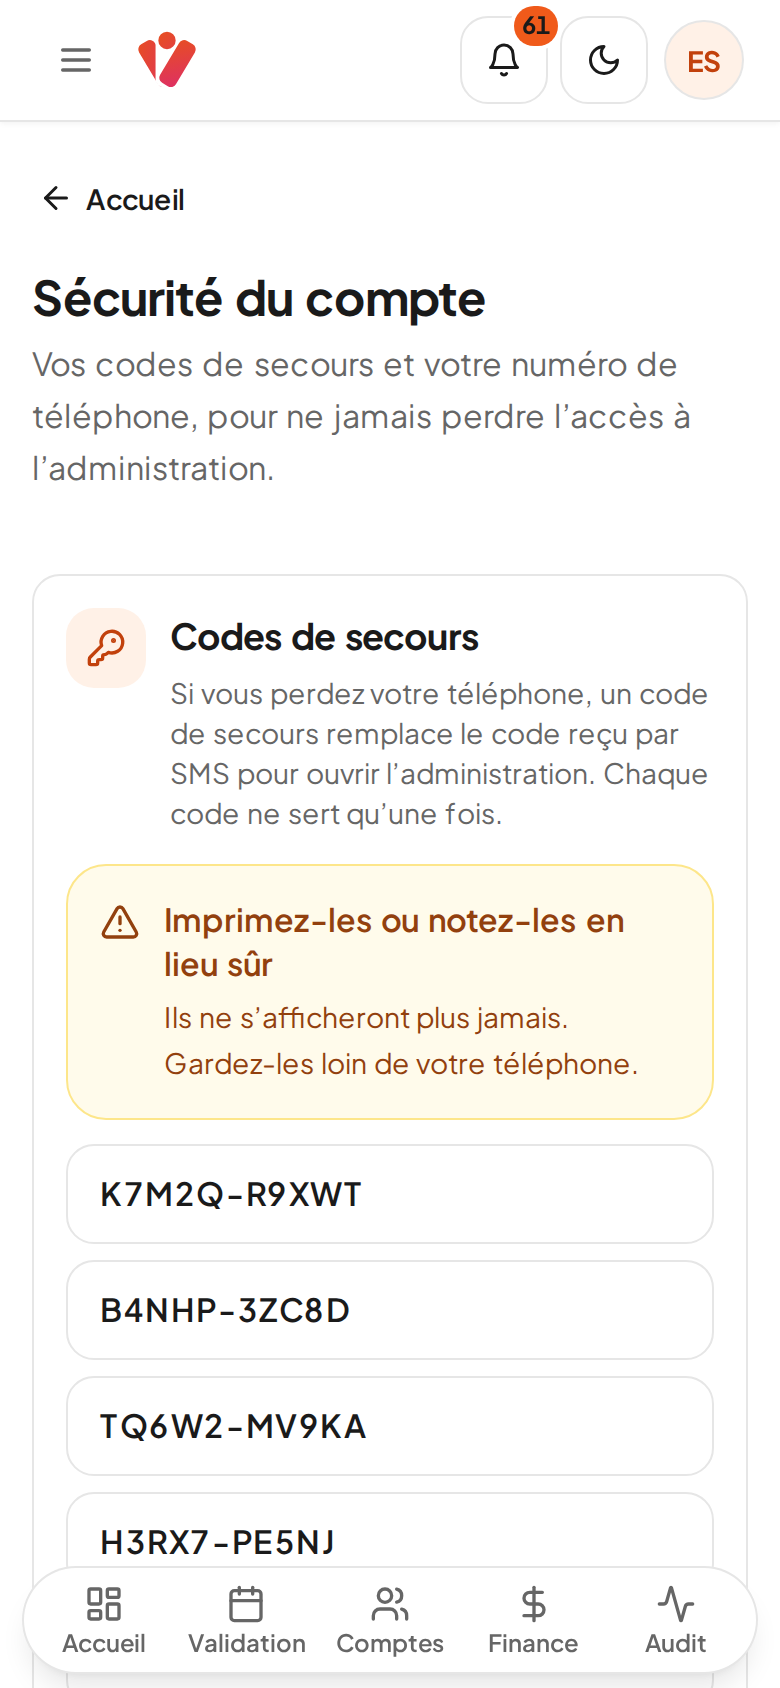 61
ES
Accueil
Sécurité du compte
Vos codes de secours et votre numéro de
téléphone, pour ne jamais perdre l’accès à
l’administration.
Codes de secours
Si vous perdez votre téléphone, un code
de secours remplace le code reçu par
SMS pour ouvrir l’administration. Chaque
code ne sert qu’une fois.
Imprimez-les ou notez-les en
lieu sûr
Ils ne s’afficheront plus jamais.
Gardez-les loin de votre téléphone.
K7M2Q-R9XWT
B4NHP-3ZC8D
TQ6W2-MV9KA
H3RX7-PE5NJ
Accueil Validation Comptes Finance Audit